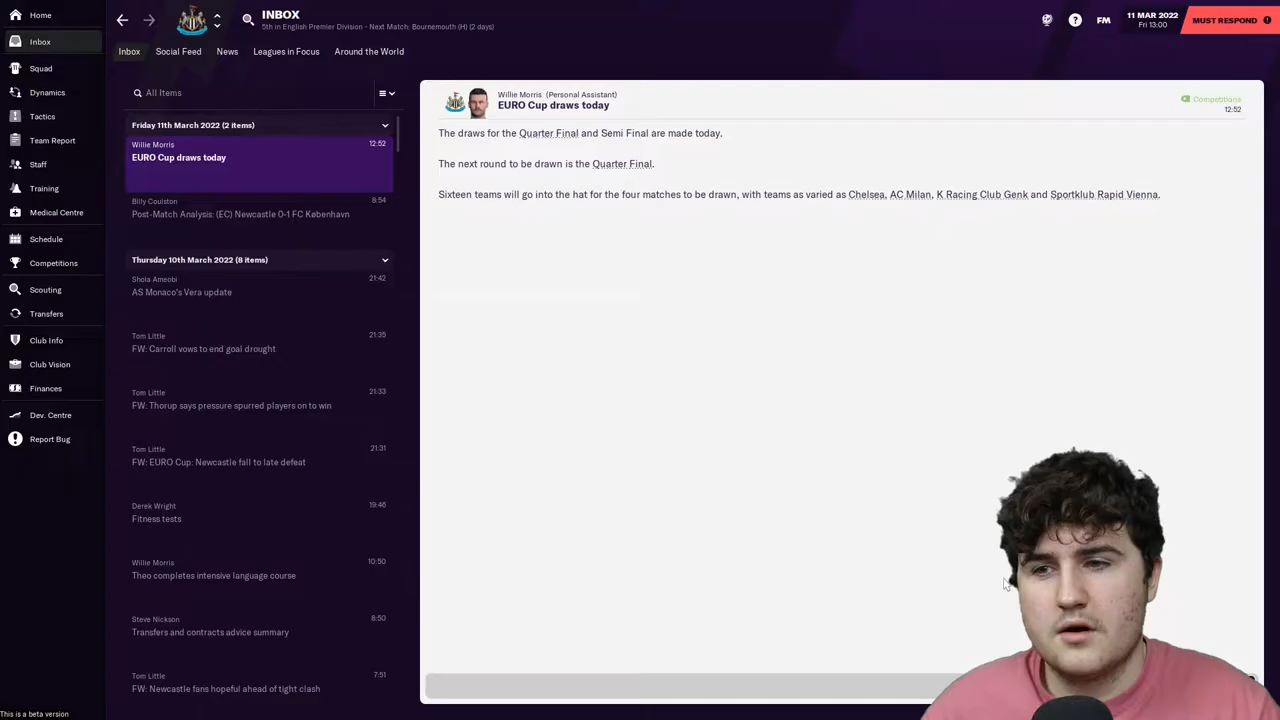 Home
Inbox
Squad
Dynamics
Tactics
Team Report
Staff
Training
Medical Centre
Schedule
Competitions
Scouting
Transfers
Club Info
Club Vision
Finances
Dev. Centre
Report Bug
This is a beta version
INBOX
5th in English Premier Division - Next Match: Bournemouth (H) (2 days)
FM
11 MAR 2022
Fri 13:00
MUST RESPOND
Inbox Social Feed News Leagues in Focus Around the World
All Items
Friday 11th March 2022 (2 items)
Willie Morris 12:52
EURO Cup draws today
Billy Coulston 8:54
Post-Match Analysis: (EC) Newcastle 0-1 FC København
Thursday 10th March 2022 (8 items)
Shola Ameobi 21:42
AS Monaco's Vera update
Tom Little 21:35
FW: Carroll vows to end goal drought
Tom Little 21:33
FW: Thorup says pressure spurred players on to win
Tom Little 21:31
FW: EURO Cup: Newcastle fall to late defeat
Derek Wright 19:46
Fitness tests
Willie Morris 10:50
Theo completes intensive language course
Steve Nickson 8:50
Transfers and contracts advice summary
Tom Little 7:51
FW: Newcastle fans hopeful ahead of tight clash
Willie Morris (Personal Assistant)
EURO Cup draws today
Competitions
12:52
The draws for the Quarter Final and Semi Final are made today.
The next round to be drawn is the Quarter Final.
Sixteen teams will go into the hat for the four matches to be drawn, with teams as varied as Chelsea, AC Milan, K Racing Club Genk and Sportklub Rapid Vienna.